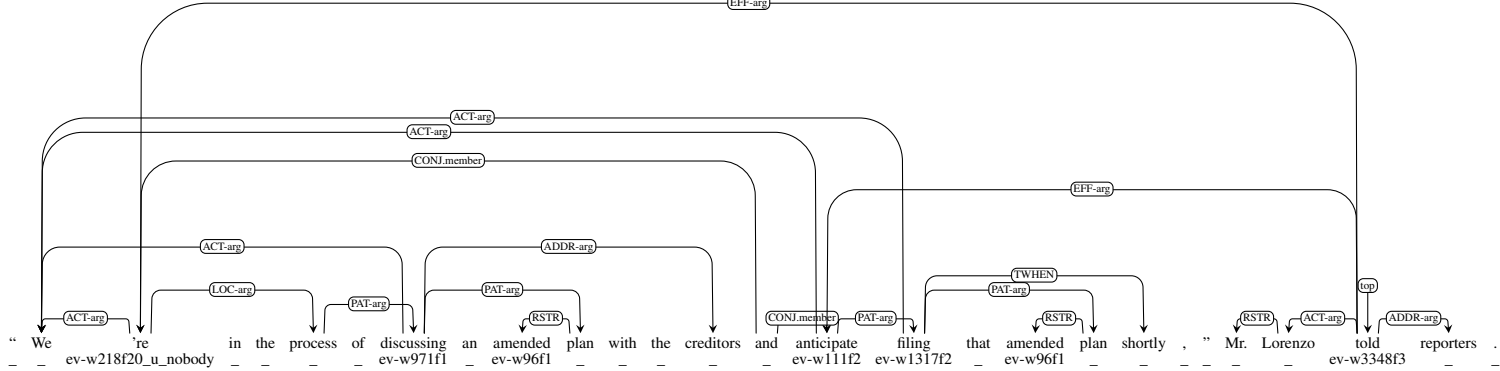 EFF-arg
ACT-arg
ACT-arg
CONJ.member
EFF-arg
ACT-arg ADDR-arg
TWHEN
LOC-arg PAT-arg PAT-arg top
PAT-arg
ACT-arg RSTR CONJ.member PAT-arg RSTR RSTR ACT-arg ADDR-arg
“ We 're in the process of discussing an amended plan with the creditors and anticipate filing that amended plan shortly , ” Mr. Lorenzo told reporters .
_ _ ev-w218f20_u_nobody _ _ _ _ ev-w971f1 _ ev-w96f1 _ _ _ _ _ ev-w111f2 ev-w1317f2 _ ev-w96f1 _ _ _ _ _ _ ev-w3348f3 _ _